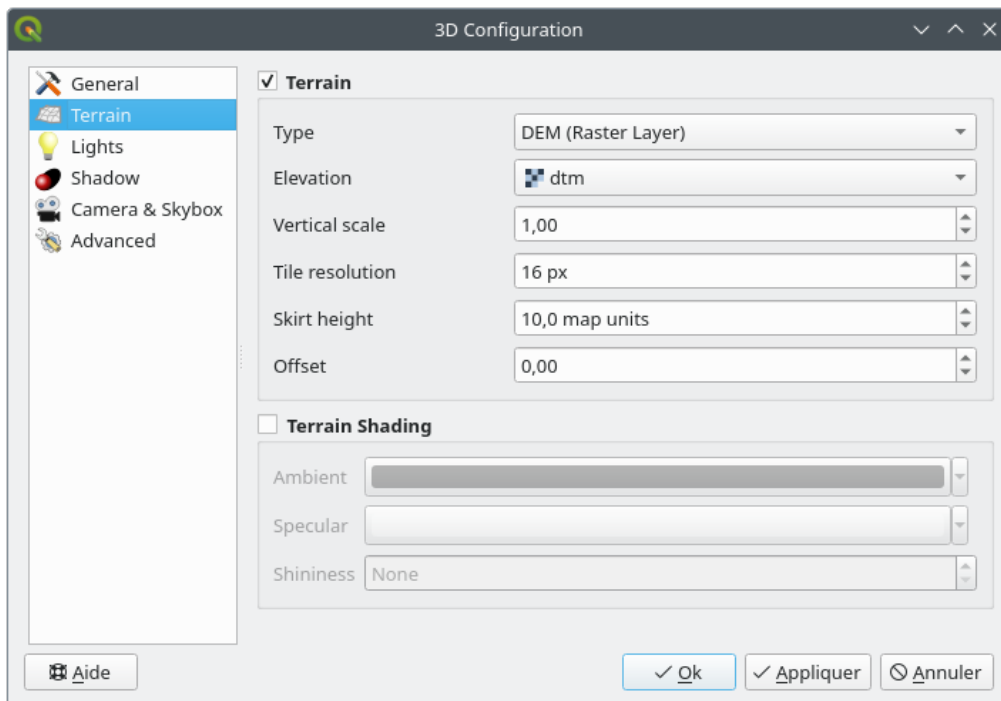 3D Configuration
General
Terrain
Lights
Shadow
Camera & Skybox
Advanced
Terrain
Type DEM (Raster Layer)
Elevation dtm
Vertical scale 1,00
Tile resolution 16 px
Skirt height 10,0 map units
Offset 0,00
Terrain Shading
Ambient
Specular
Shininess None
Aide Ok Appliquer Annuler